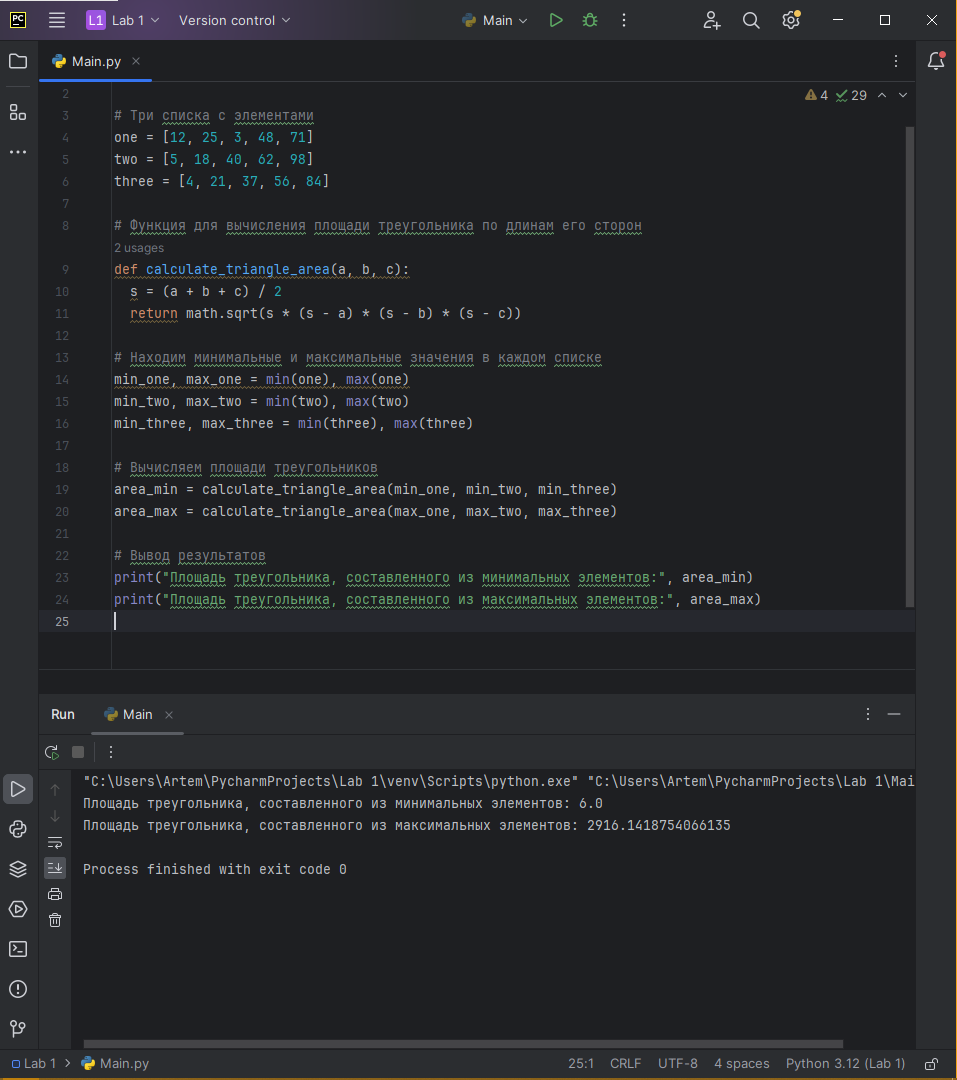 PC L1 Lab 1 Version control Main
Main.py
4 29
2
3 # Три списка с элементами
4 one = [12, 25, 3, 48, 71]
5 two = [5, 18, 40, 62, 98]
6 three = [4, 21, 37, 56, 84]
7
8 # Функция для вычисления площади треугольника по длинам его сторон
2 usages
9 def calculate_triangle_area(a, b, c):
10 s = (a + b + c) / 2
11 return math.sqrt(s * (s - a) * (s - b) * (s - c))
12
13 # Находим минимальные и максимальные значения в каждом списке
14 min_one, max_one = min(one), max(one)
15 min_two, max_two = min(two), max(two)
16 min_three, max_three = min(three), max(three)
17
18 # Вычисляем площади треугольников
19 area_min = calculate_triangle_area(min_one, min_two, min_three)
20 area_max = calculate_triangle_area(max_one, max_two, max_three)
21
22 # Вывод результатов
23 print("Площадь треугольника, составленного из минимальных элементов:", area_min)
24 print("Площадь треугольника, составленного из максимальных элементов:", area_max)
25
Run Main
"C:\Users\Artem\PycharmProjects\Lab 1\venv\Scripts\python.exe" "C:\Users\Artem\PycharmProjects\Lab 1\Mai
Площадь треугольника, составленного из минимальных элементов: 6.0
Площадь треугольника, составленного из максимальных элементов: 2916.1418754066135
Process finished with exit code 0
Lab 1 Main.py 25:1 CRLF UTF-8 4 spaces Python 3.12 (Lab 1)